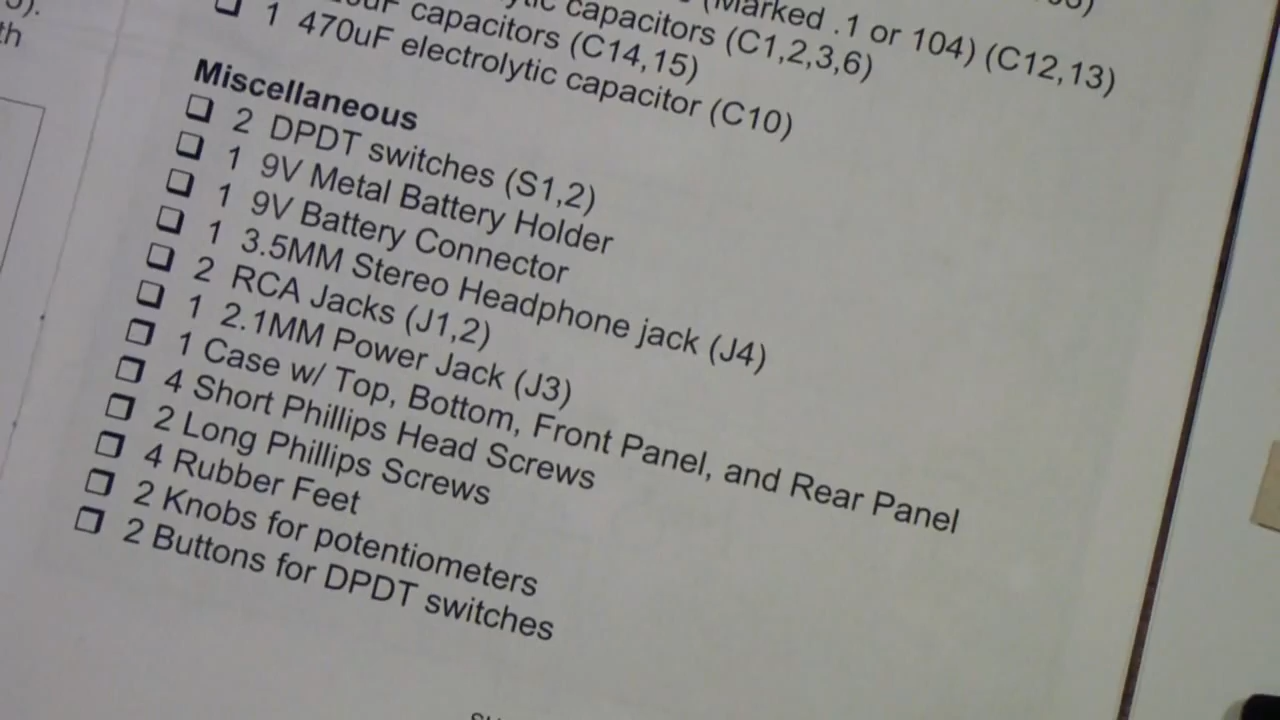 (Marked .1 or 104) (C12,13)
capacitors (C1,2,3,6)
capacitors (C14,15)
❏ 1 470uF electrolytic capacitor (C10)
Miscellaneous
❏ 2 DPDT switches (S1,2)
❏ 1 9V Metal Battery Holder
❏ 1 9V Battery Connector
❏ 1 3.5MM Stereo Headphone jack (J4)
❏ 2 RCA Jacks (J1,2)
❏ 1 2.1MM Power Jack (J3)
❏ 1 Case w/ Top, Bottom, Front Panel, and Rear Panel
❏ 4 Short Phillips Head Screws
❏ 2 Long Phillips Screws
❏ 4 Rubber Feet
❏ 2 Knobs for potentiometers
❏ 2 Buttons for DPDT switches